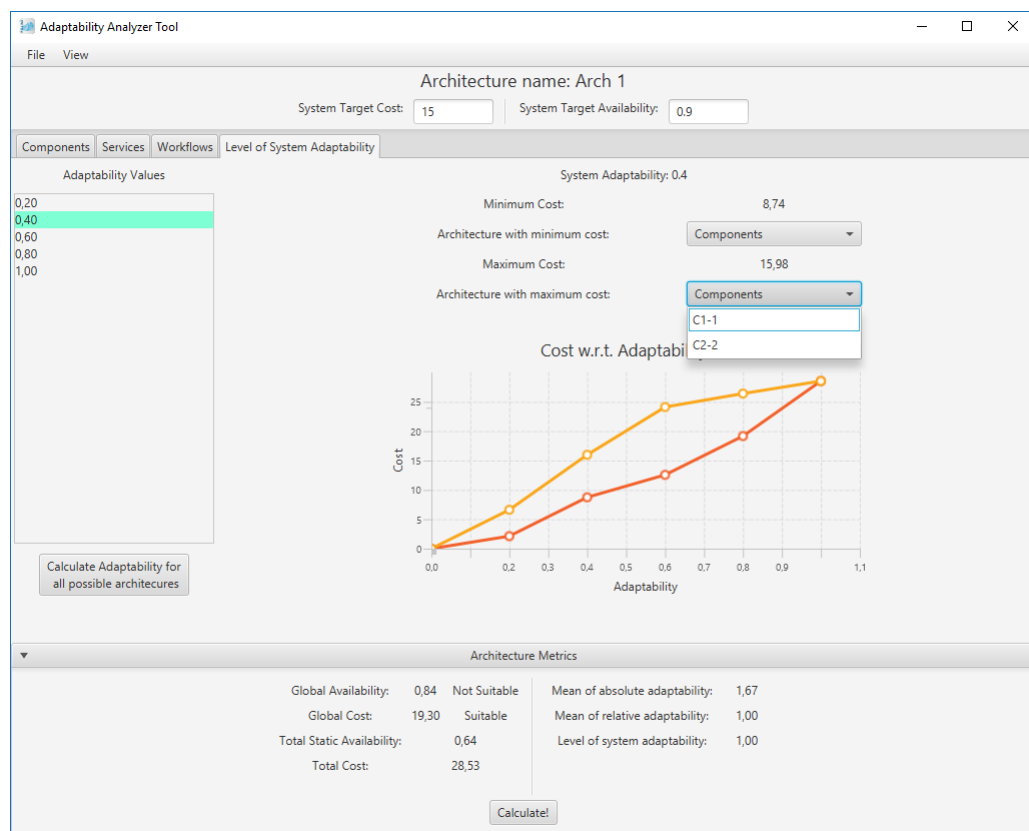 Adaptability Analyzer Tool
File View
Architecture name: Arch 1
System Target Cost: 15 System Target Availability: 0.9
Components Services Workflows Level of System Adaptability
Adaptability Values
0,20
0,40
0,60
0,80
1,00
Calculate Adaptability for
all possible architecures
System Adaptability: 0.4
Minimum Cost: 8,74
Architecture with minimum cost: Components
Maximum Cost: 15,98
Architecture with maximum cost: Components
C1-1
C2-2
Cost w.r.t. Adaptabi
Cost
25
20
15
10
5
0
0,0 0,2 0,3 0,4 0,5 0,6 0,7 0,8 0,9 1,1
Adaptability
Architecture Metrics
Global Availability: 0,84 Not Suitable Mean of absolute adaptability: 1,67
Global Cost: 19,30 Suitable Mean of relative adaptability: 1,00
Total Static Availability: 0,64 Level of system adaptability: 1,00
Total Cost: 28,53
Calculate!